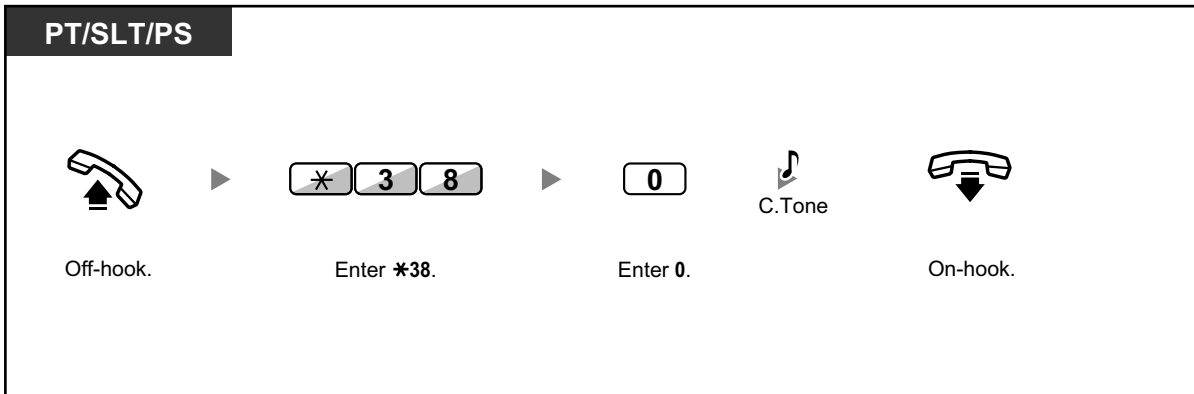 PT/SLT/PS
* 3 8
0
C.Tone
Off-hook.
Enter *38.
Enter 0.
On-hook.